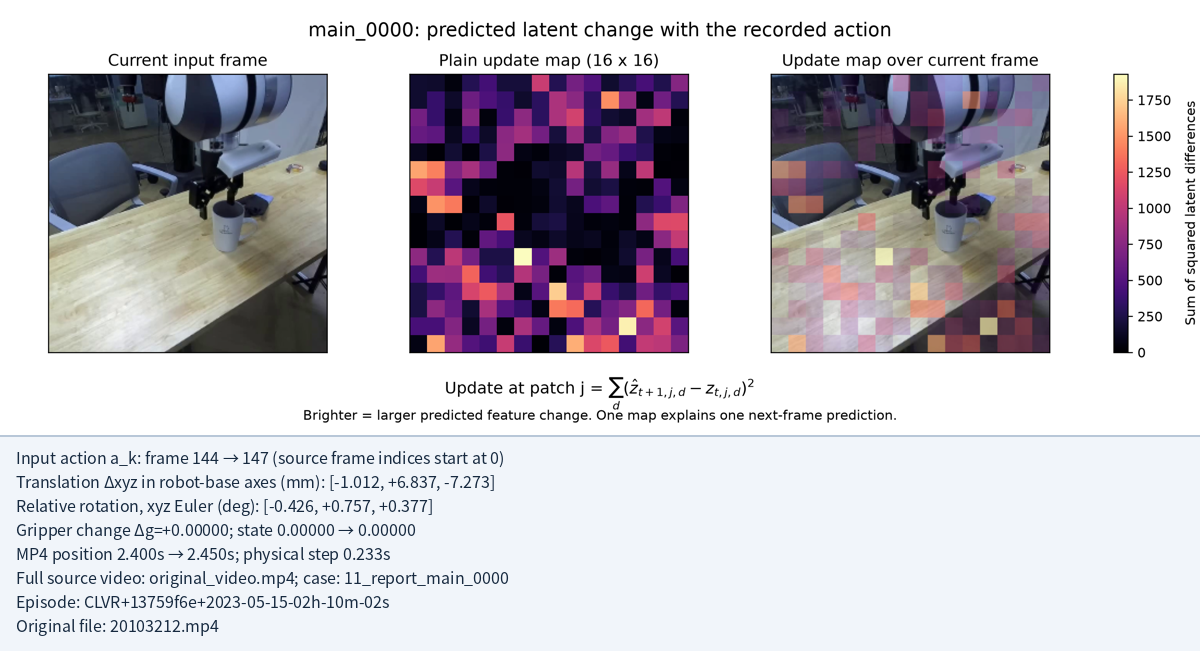 main_0000: predicted latent change with the recorded action
Current input frame
Plain update map (16 x 16)
Update map over current frame
1750
1500
1250
1000
750
500
250
0
Sum of squared latent differences
Update at patch j = ∑_d (ẑ_{t+1,j,d} − z_{t,j,d})²
Brighter = larger predicted feature change. One map explains one next-frame prediction.
Input action a_k: frame 144 → 147 (source frame indices start at 0)
Translation Δxyz in robot-base axes (mm): [-1.012, +6.837, -7.273]
Relative rotation, xyz Euler (deg): [-0.426, +0.757, +0.377]
Gripper change Δg=+0.00000; state 0.00000 → 0.00000
MP4 position 2.400s → 2.450s; physical step 0.233s
Full source video: original_video.mp4; case: 11_report_main_0000
Episode: CLVR+13759f6e+2023-05-15-02h-10m-02s
Original file: 20103212.mp4